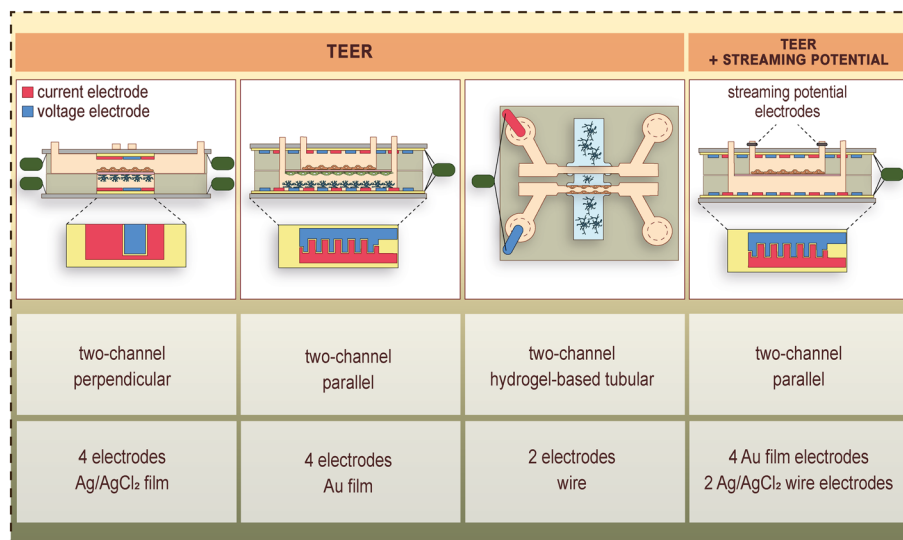 TEER
TEER
+ STREAMING POTENTIAL
current electrode
voltage electrode
streaming potential
electrodes
two-channel
perpendicular
two-channel
parallel
two-channel
hydrogel-based tubular
two-channel
parallel
4 electrodes
Ag/AgCl₂ film
4 electrodes
Au film
2 electrodes
wire
4 Au film electrodes
2 Ag/AgCl₂ wire electrodes